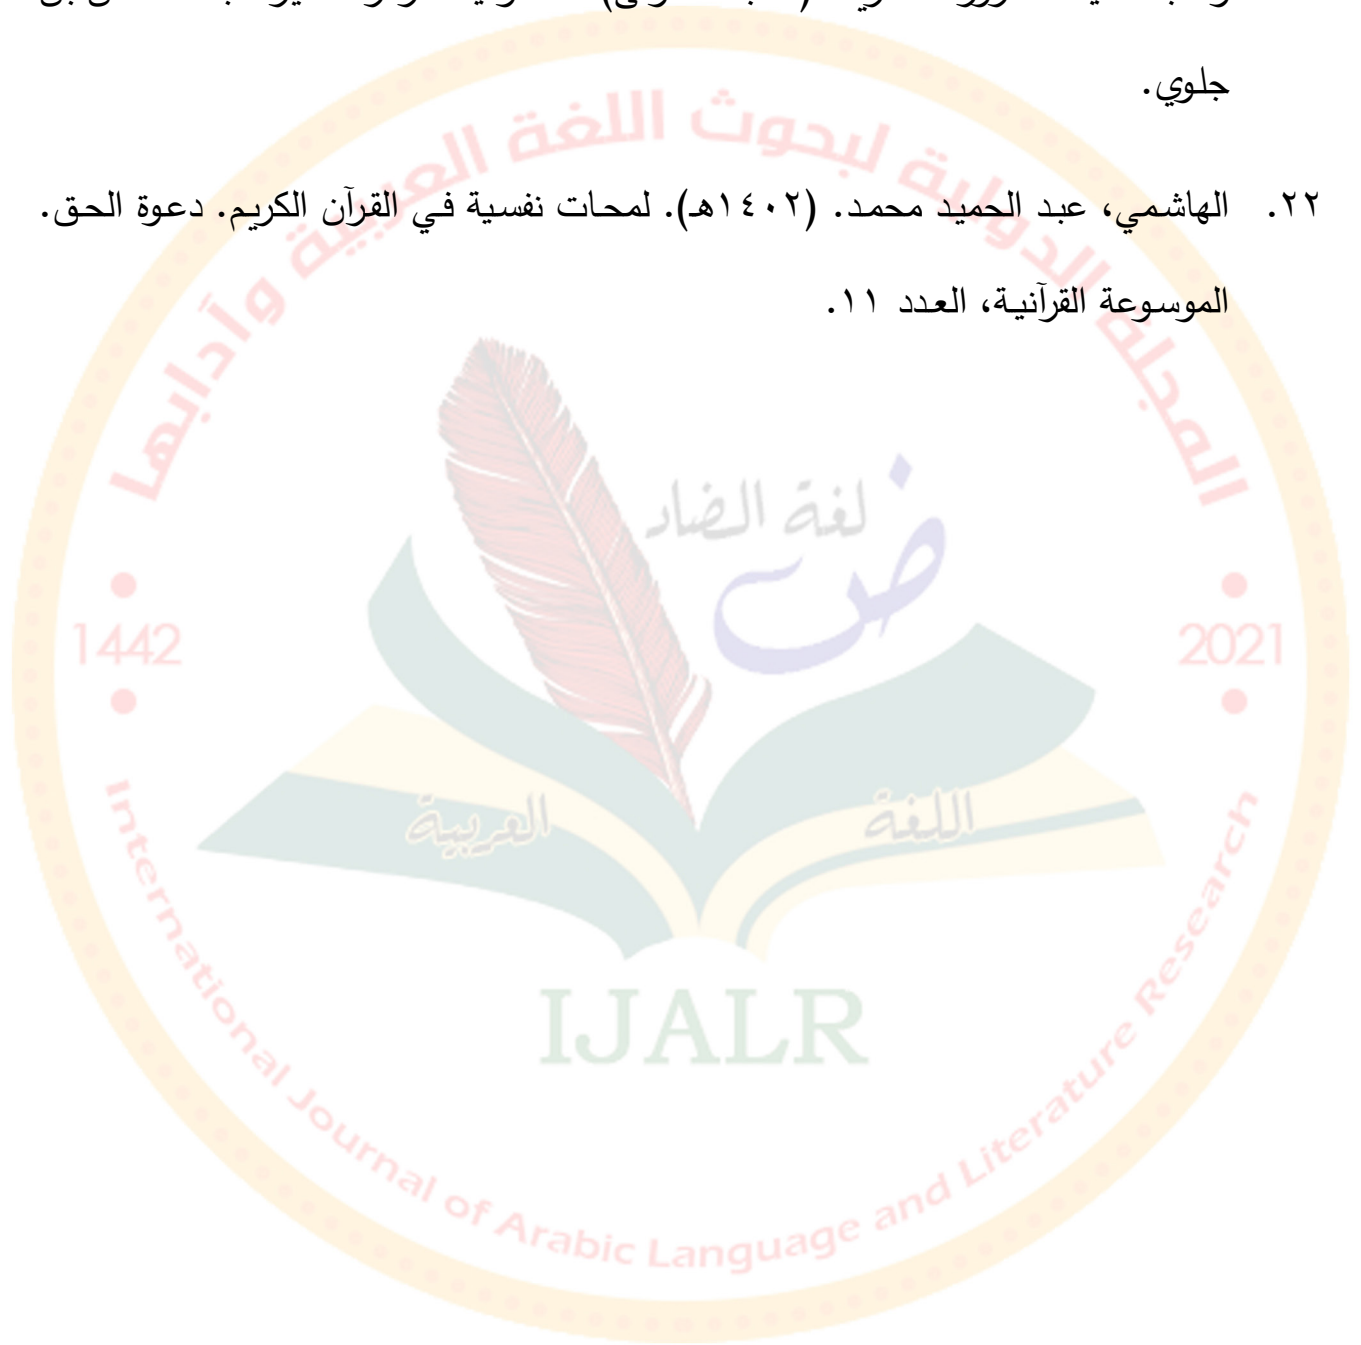 جلوي.
٢٢. الهاشمي، عبد الحميد محمد. (١٤٠٢هـ). لمحات نفسية في القرآن الكريم. دعوة الحق.
الموسوعة القرآنية، العدد ١١.
المجلة الدولية لبحوث اللغة العربية وآدابها
لغة الضاد
ض
1442
2021
اللغة
العربية
IJALR
International Journal of Arabic Language and Literature Research